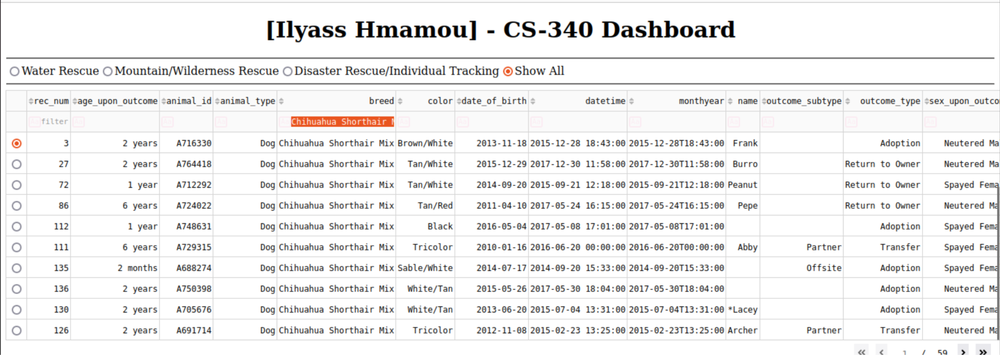 [Ilyass Hmamou] - CS-340 Dashboard
Water Rescue Mountain/Wilderness Rescue Disaster Rescue/Individual Tracking Show All
rec_num age_upon_outcome animal_id animal_type breed color date_of_birth datetime monthyear name outcome_subtype outcome_type sex_upon_outco
Aa filter Aa Aa Aa Aa Chihuahua Shorthair M Aa Aa Aa Aa Aa Aa Aa Aa
3 2 years A716330 Dog Chihuahua Shorthair Mix Brown/White 2013-11-18 2015-12-28 18:43:00 2015-12-28T18:43:00 Frank Adoption Neutered Ma
27 2 years A764418 Dog Chihuahua Shorthair Mix Tan/White 2015-12-29 2017-12-30 11:58:00 2017-12-30T11:58:00 Burro Return to Owner Neutered Ma
72 1 year A712292 Dog Chihuahua Shorthair Mix Tan/White 2014-09-20 2015-09-21 12:18:00 2015-09-21T12:18:00 Peanut Return to Owner Spayed Fema
86 6 years A724022 Dog Chihuahua Shorthair Mix Tan/Red 2011-04-10 2017-05-24 16:15:00 2017-05-24T16:15:00 Pepe Return to Owner Neutered Ma
112 1 year A748631 Dog Chihuahua Shorthair Mix Black 2016-05-04 2017-05-08 17:01:00 2017-05-08T17:01:00 Adoption Spayed Fema
111 6 years A729315 Dog Chihuahua Shorthair Mix Tricolor 2010-01-16 2016-06-20 00:00:00 2016-06-20T00:00:00 Abby Partner Transfer Spayed Fema
135 2 months A688274 Dog Chihuahua Shorthair Mix Sable/White 2014-07-17 2014-09-20 15:33:00 2014-09-20T15:33:00 Offsite Adoption Spayed Fema
136 2 years A750398 Dog Chihuahua Shorthair Mix White/Tan 2015-05-26 2017-05-30 18:04:00 2017-05-30T18:04:00 Adoption Neutered Ma
130 2 years A705676 Dog Chihuahua Shorthair Mix White/Tan 2013-06-20 2015-07-04 13:31:00 2015-07-04T13:31:00 *Lacey Adoption Spayed Fema
126 2 years A691714 Dog Chihuahua Shorthair Mix Tricolor 2012-11-08 2015-02-23 13:25:00 2015-02-23T13:25:00 Archer Partner Transfer Neutered Ma
« ‹ 1 / 59 › »